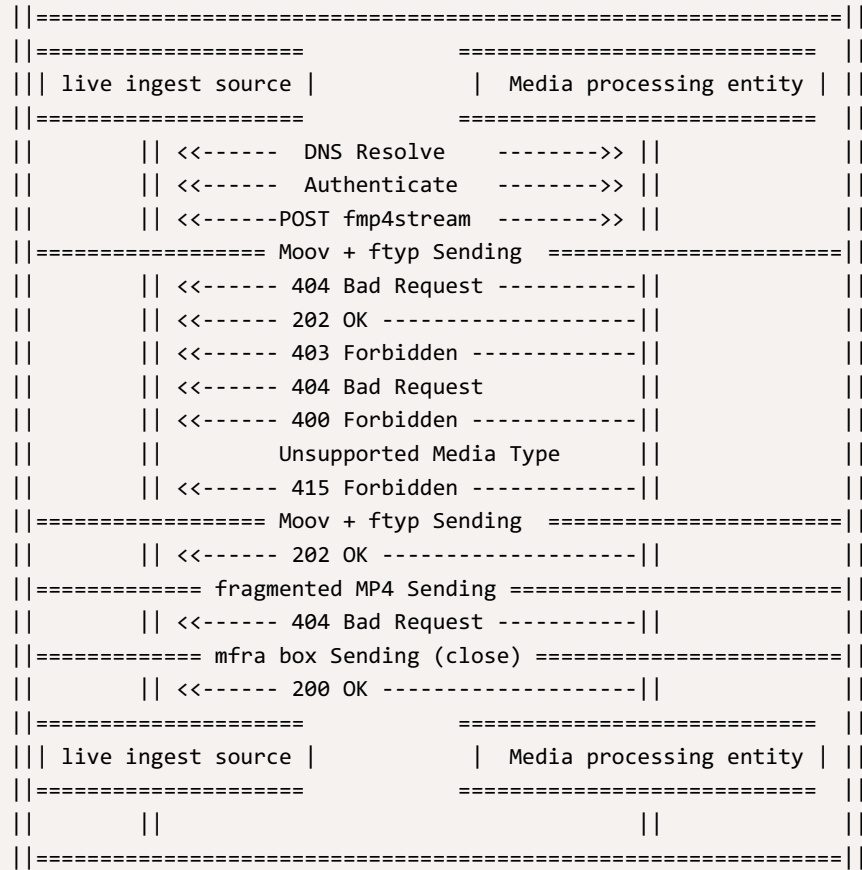 ||===========================================================||
||=====================            ============================  ||
||| live ingest source |            |  Media processing entity | ||
||=====================            ============================  ||
||        || <<------  DNS Resolve    -------->> ||              ||
||        || <<------  Authenticate   -------->> ||              ||
||        || <<------POST fmp4stream  -------->> ||              ||
||================== Moov + ftyp Sending  =======================||
||        || <<------ 404 Bad Request -----------||              ||
||        || <<------ 202 OK --------------------||              ||
||        || <<------ 403 Forbidden -------------||              ||
||        || <<------ 404 Bad Request            ||              ||
||        || <<------ 400 Forbidden -------------||              ||
||        ||         Unsupported Media Type      ||              ||
||        || <<------ 415 Forbidden -------------||              ||
||================== Moov + ftyp Sending  =======================||
||        || <<------ 202 OK --------------------||              ||
||============= fragmented MP4 Sending ==========================||
||        || <<------ 404 Bad Request -----------||              ||
||============= mfra box Sending (close) ========================||
||        || <<------ 200 OK --------------------||              ||
||=====================            ============================  ||
||| live ingest source |            |  Media processing entity | ||
||=====================            ============================  ||
||        ||                                     ||              ||
||===========================================================||